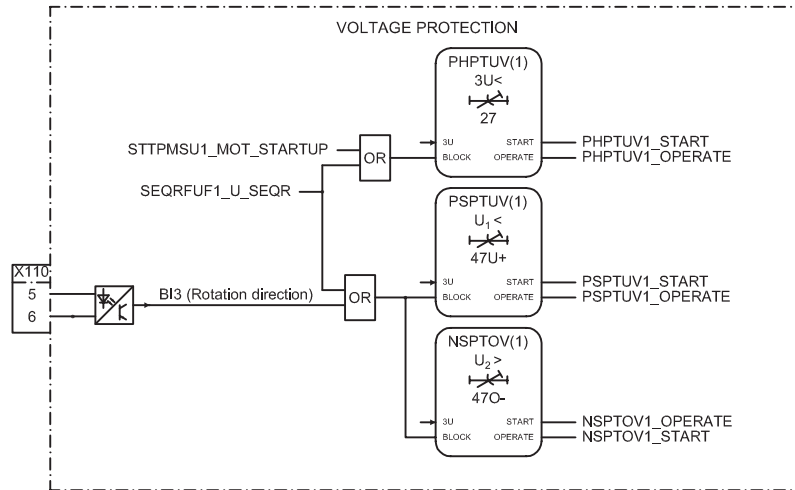 VOLTAGE PROTECTION
PHPTUV(1)
3U<
27
3U START PHPTUV1_START
BLOCK OPERATE PHPTUV1_OPERATE
STTPMSU1_MOT_STARTUP
OR
SEQRFUF1_U_SEQR
PSPTUV(1)
U1 <
47U+
3U START PSPTUV1_START
BLOCK OPERATE PSPTUV1_OPERATE
X110
5
6
BI3 (Rotation direction)
OR
NSPTOV(1)
U2 >
47O-
3U START NSPTOV1_OPERATE
BLOCK OPERATE NSPTOV1_START